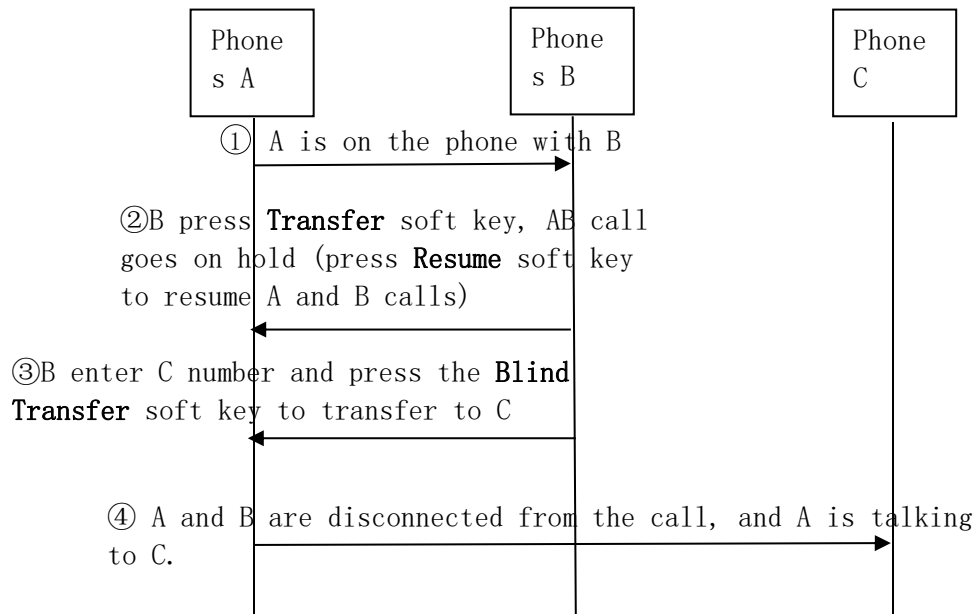 Phone
s A
Phone
s B
Phone
C
① A is on the phone with B
②B press Transfer soft key, AB call
goes on hold (press Resume soft key
to resume A and B calls)
③B enter C number and press the Blind
Transfer soft key to transfer to C
④ A and B are disconnected from the call, and A is talking
to C.